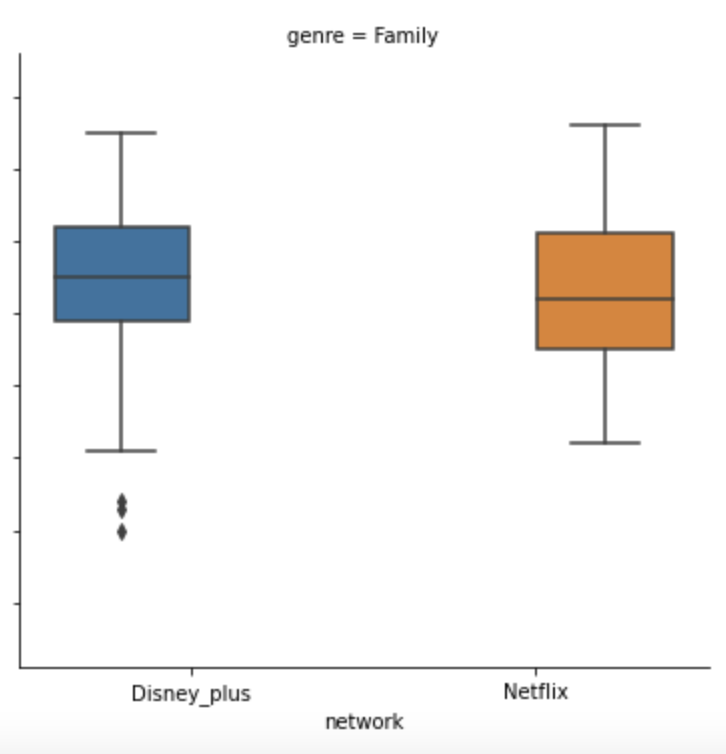 genre = Family
Disney_plus
Netflix
network